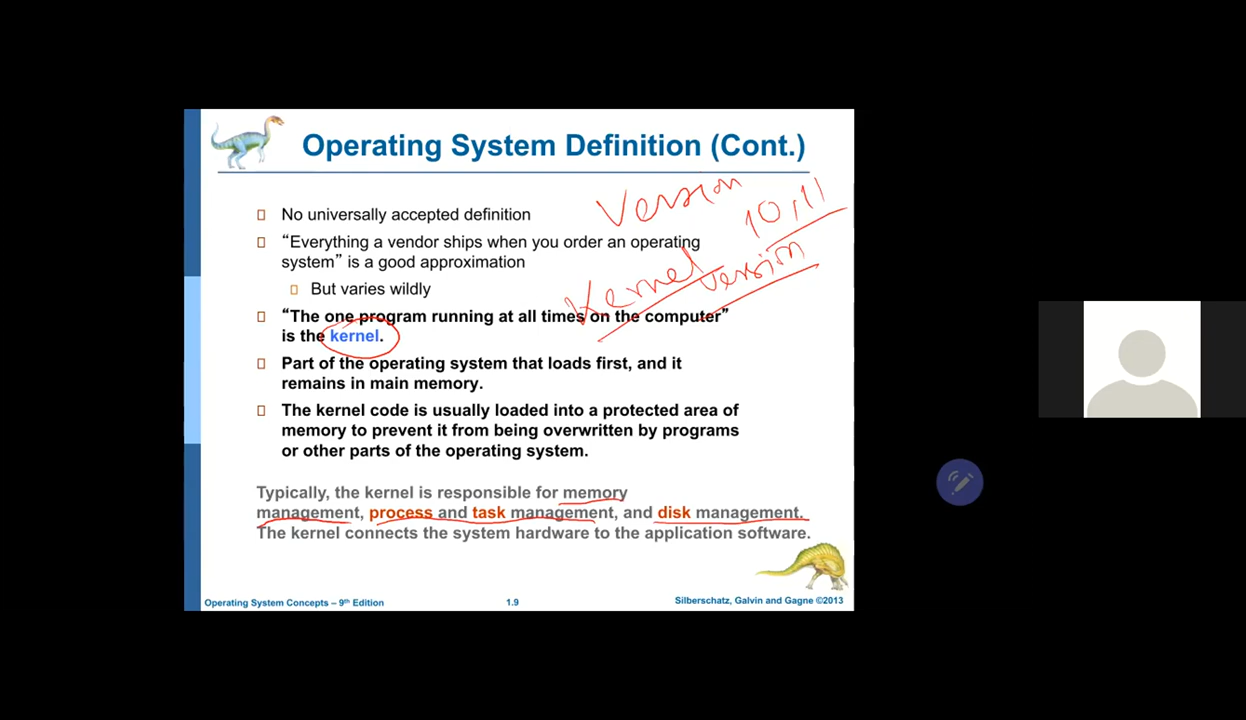 Operating System Definition (Cont.)
Version
10, 11
No universally accepted definition
“Everything a vendor ships when you order an operating
system” is a good approximation
Kernel version
But varies wildly
“The one program running at all times on the computer”
is the kernel.
Part of the operating system that loads first, and it
remains in main memory.
The kernel code is usually loaded into a protected area of
memory to prevent it from being overwritten by programs
or other parts of the operating system.
Typically, the kernel is responsible for memory
management, process and task management, and disk management.
The kernel connects the system hardware to the application software.
Operating System Concepts – 9th Edition
1.9
Silberschatz, Galvin and Gagne ©2013